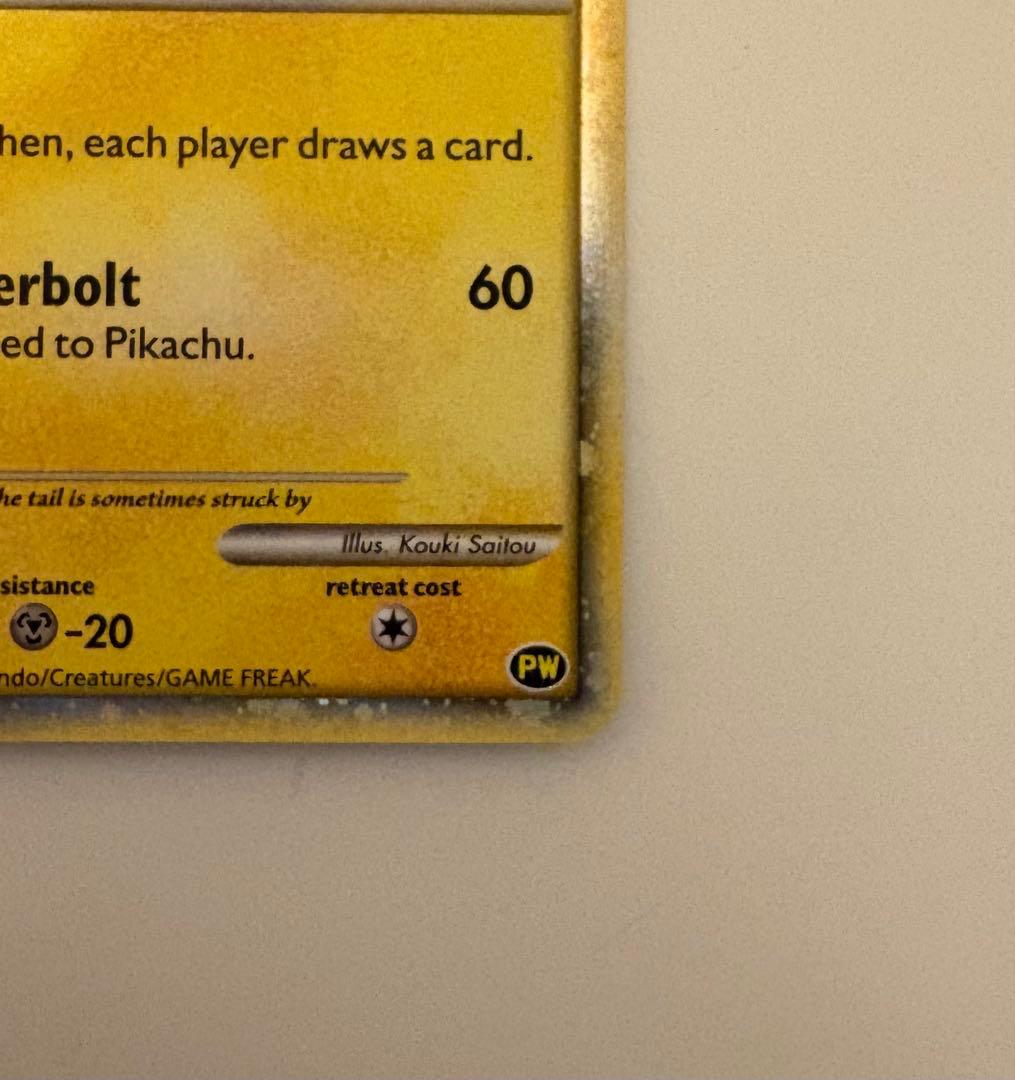 hen, each player draws a card.
erbolt 60
ed to Pikachu.
he tail is sometimes struck by
Illus. Kouki Saitou
sistance retreat cost
-20
ndo/Creatures/GAME FREAK.
PW